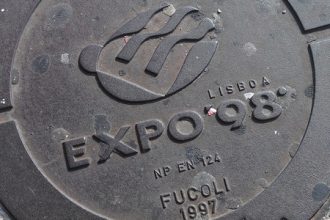 LISBOA
EXPO'98
NP EN 124
FUCOLI
1997